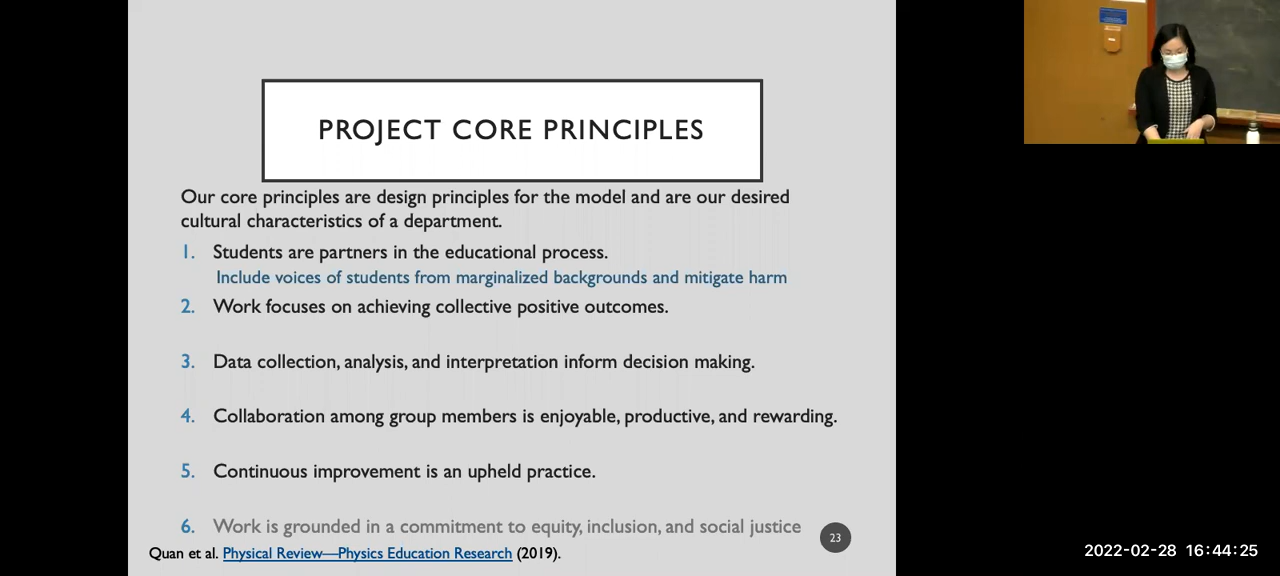 PROJECT CORE PRINCIPLES
Our core principles are design principles for the model and are our desired
cultural characteristics of a department.
1. Students are partners in the educational process.
Include voices of students from marginalized backgrounds and mitigate harm
2. Work focuses on achieving collective positive outcomes.
3. Data collection, analysis, and interpretation inform decision making.
4. Collaboration among group members is enjoyable, productive, and rewarding.
5. Continuous improvement is an upheld practice.
6. Work is grounded in a commitment to equity, inclusion, and social justice
23
Quan et al. Physical Review—Physics Education Research (2019).
2022-02-28 16:44:25